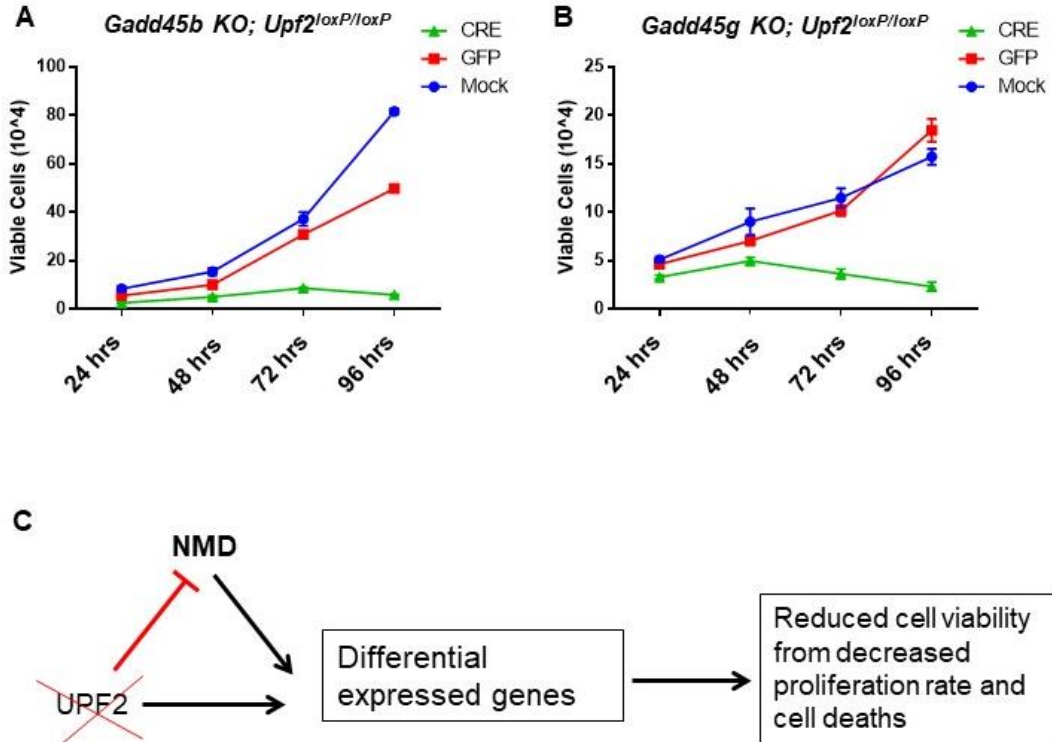 A
Gadd45b KO; Upf2loxP/loxP
CRE
GFP
Mock
Viable Cells (10^4)
100
80
60
40
20
0
24 hrs
48 hrs
72 hrs
96 hrs
B
Gadd45g KO; Upf2loxP/loxP
CRE
GFP
Mock
Viable Cells (10^4)
25
20
15
10
5
0
24 hrs
48 hrs
72 hrs
96 hrs
C
NMD
UPF2
Differential
expressed genes
Reduced cell viability
from decreased
proliferation rate and
cell deaths